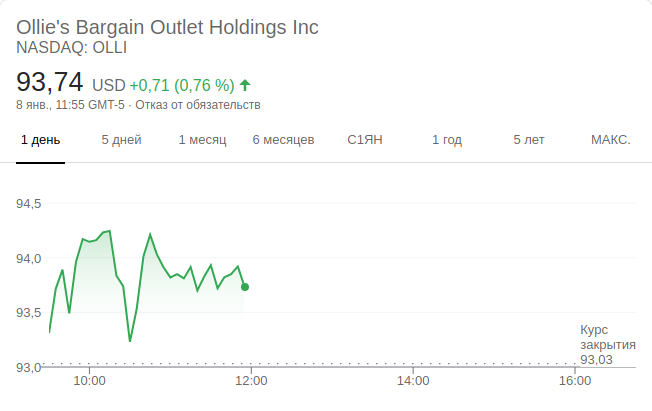 Ollie's Bargain Outlet Holdings Inc
NASDAQ: OLLI
93,74 USD +0,71 (0,76 %)
8 янв., 11:55 GMT-5 · Отказ от обязательств
1 день 5 дней 1 месяц 6 месяцев С1ЯН 1 год 5 лет МАКС.
94,5
94,0
93,5
Курс
закрытия
93,03
93,0
10:00 12:00 14:00 16:00